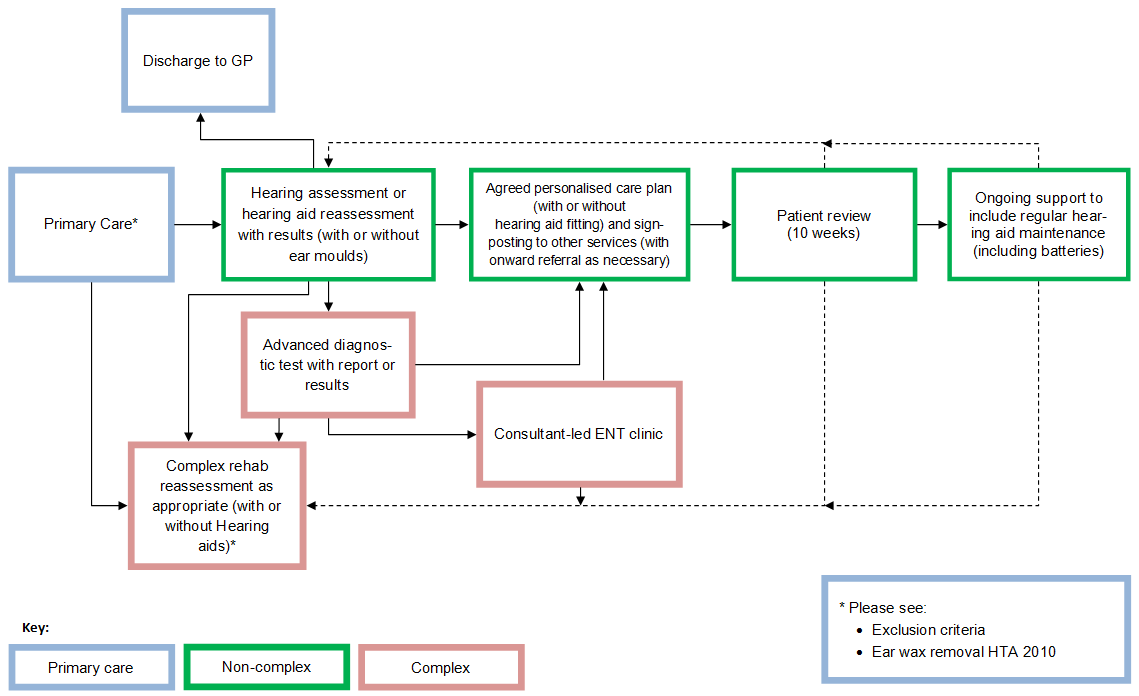 Discharge to GP
Primary Care*
Hearing assessment or
hearing aid reassessment
with results (with or without
ear moulds)
Agreed personalised care plan
(with or without
hearing aid fitting) and sign-
posting to other services (with
onward referral as necessary)
Patient review
(10 weeks)
Ongoing support to
include regular hear-
ing aid maintenance
(including batteries)
Advanced diagnos-
tic test with report or
results
Consultant-led ENT clinic
Complex rehab
reassessment as
appropriate (with or
without Hearing
aids)*
* Please see:
• Exclusion criteria
• Ear wax removal HTA 2010
Key:
Primary care
Non-complex
Complex